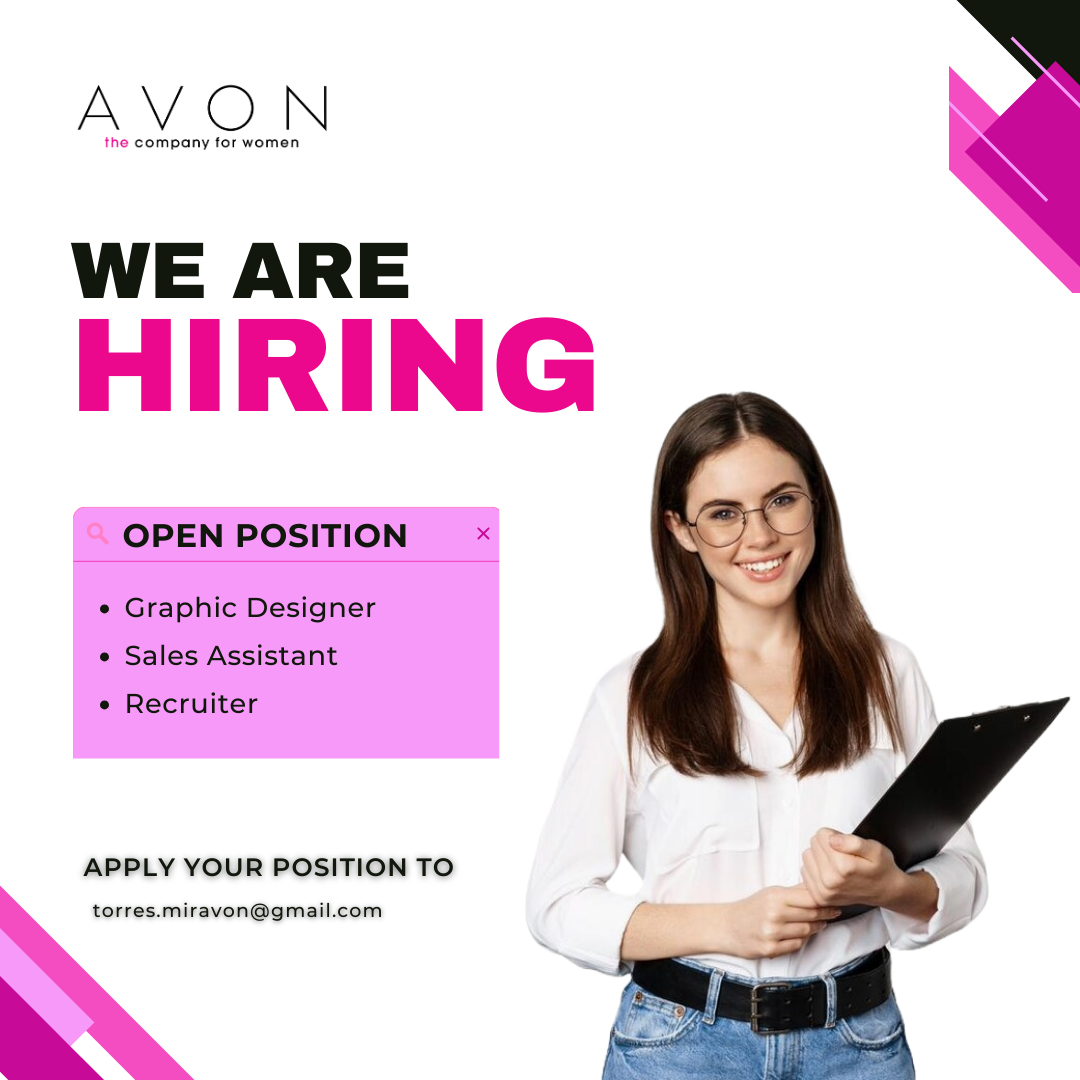 AVON
the company for women
WE ARE
HIRING
OPEN POSITION
• Graphic Designer
• Sales Assistant
• Recruiter
APPLY YOUR POSITION TO
torres.miravon@gmail.com